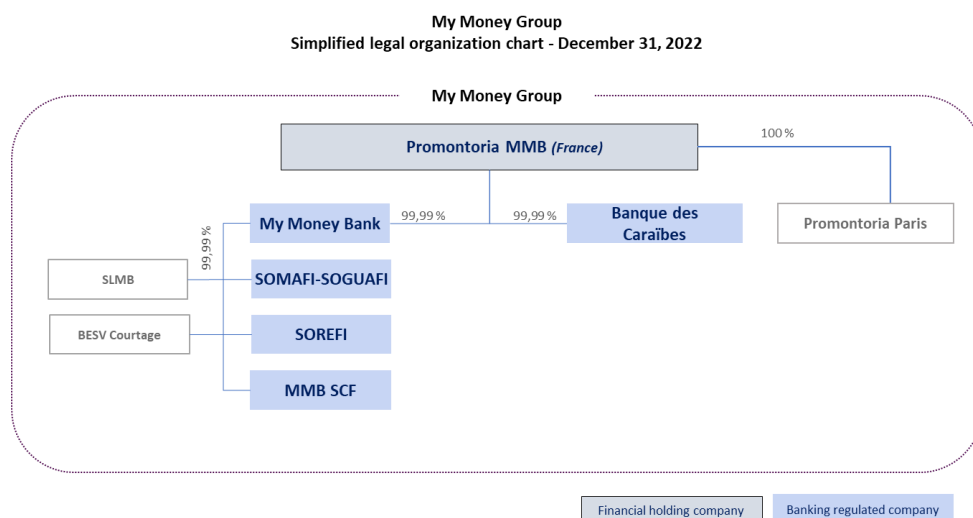 My Money Group
Simplified legal organization chart - December 31, 2022
My Money Group
Promontoria MMB (France)
100 %
My Money Bank
99,99 %
99,99 %
Banque des
Caraïbes
Promontoria Paris
99,99 %
SLMB
SOMAFI-SOGUAFI
BESV Courtage
SOREFI
MMB SCF
Financial holding company
Banking regulated company